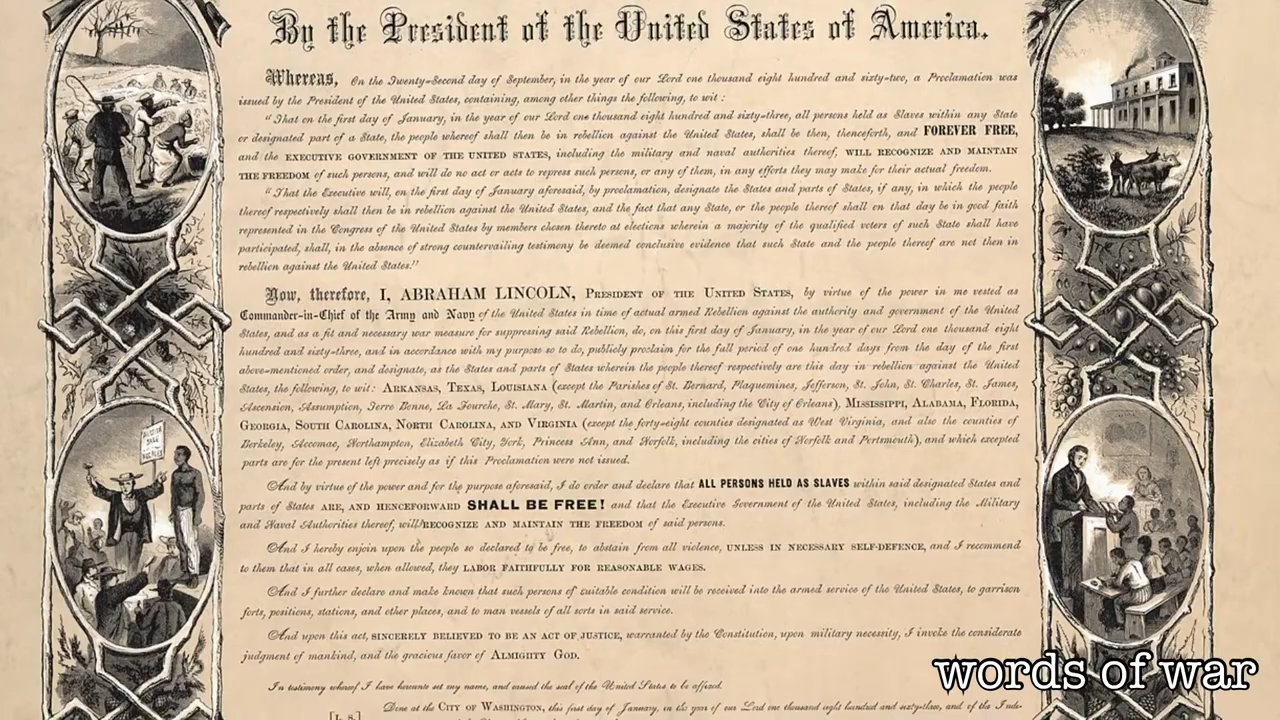 By the President of the United States of America.
Whereas, On the Twenty=Second day of September, in the year of our Lord one thousand eight hundred and sixty=two, a Proclamation was
issued by the President of the United States, containing, among other things the following, to wit :
"That on the first day of January, in the year of our Lord one thousand eight hundred and sixty=three, all persons held as Slaves within any State
or designated part of a State, the people whereof shall then be in rebellion against the United States, shall be then, thenceforth, and FOREVER FREE,
and the EXECUTIVE GOVERNMENT OF THE UNITED STATES, including the military and naval authorities thereof, WILL RECOGNIZE AND MAINTAIN
THE FREEDOM of such persons, and will do no act or acts to repress such persons, or any of them, in any efforts they may make for their actual freedom.
"That the Executive will, on the first day of January aforesaid, by proclamation, designate the States and parts of States, if any, in which the people
thereof respectively shall then be in rebellion against the United States, and the fact that any State, or the people thereof shall on that day be in good faith
represented in the Congress of the United States by members chosen thereto at elections wherein a majority of the qualified voters of such State shall have
participated, shall, in the absence of strong countervailing testimony be deemed conclusive evidence that such State and the people thereof are not then in
rebellion against the United States."
Now, therefore, I, ABRAHAM LINCOLN, PRESIDENT OF THE UNITED STATES, by virtue of the power in me vested as
Commander-in-Chief of the Army and Navy of the United States in time of actual armed Rebellion against the authority and government of the United
States, and as a fit and necessary war measure for suppressing said Rebellion, do, on this first day of January, in the year of our Lord one thousand eight
hundred and sixty=three, and in accordance with my purpose so to do, publicly proclaim for the full period of one hundred days from the day of the first
above=mentioned order, and designate, as the States and parts of States wherein the people thereof respectively are this day in rebellion against the United
States, the following, to wit: ARKANSAS, TEXAS, LOUISIANA (except the Parishes of St. Bernard, Plaquemines, Jefferson, St. John, St. Charles, St. James,
Ascension, Assumption, Terre Bonne, La Fourche, St. Mary, St. Martin, and Orleans, including the City of Orleans), MISSISSIPPI, ALABAMA, FLORIDA,
GEORGIA, SOUTH CAROLINA, NORTH CAROLINA, AND VIRGINIA (except the forty=eight counties designated as West Virginia, and also the counties of
Berkeley, Accomac, Northampton, Elizabeth City, York, Princess Ann, and Norfolk, including the cities of Norfolk and Portsmouth), and which excepted
parts are for the present left precisely as if this Proclamation were not issued.
And by virtue of the power and for the purpose aforesaid, I do order and declare that ALL PERSONS HELD AS SLAVES within said designated States and
parts of States ARE, AND HENCEFORWARD SHALL BE FREE! and that the Executive Government of the United States, including the Military
and Naval Authorities thereof, will RECOGNIZE AND MAINTAIN THE FREEDOM of said persons.
And I hereby enjoin upon the people so declared to be free, to abstain from all violence, UNLESS IN NECESSARY SELF=DEFENCE, and I recommend
to them that in all cases, when allowed, they LABOR FAITHFULLY FOR REASONABLE WAGES.
And I further declare and make known that such persons of suitable condition will be received into the armed service of the United States, to garrison
forts, positions, stations, and other places, and to man vessels of all sorts in said service.
And upon this act, SINCERELY BELIEVED TO BE AN ACT OF JUSTICE, warranted by the Constitution, upon military necessity, I invoke the considerate
judgment of mankind, and the gracious favor of ALMIGHTY GOD.
In testimony whereof I have hereunto set my name, and caused the seal of the United States to be affixed.
[L. S.] Done at the CITY OF WASHINGTON, this first day of January, in the year of our Lord one thousand eight hundred and sixty=three, and of the Inde-
words of war